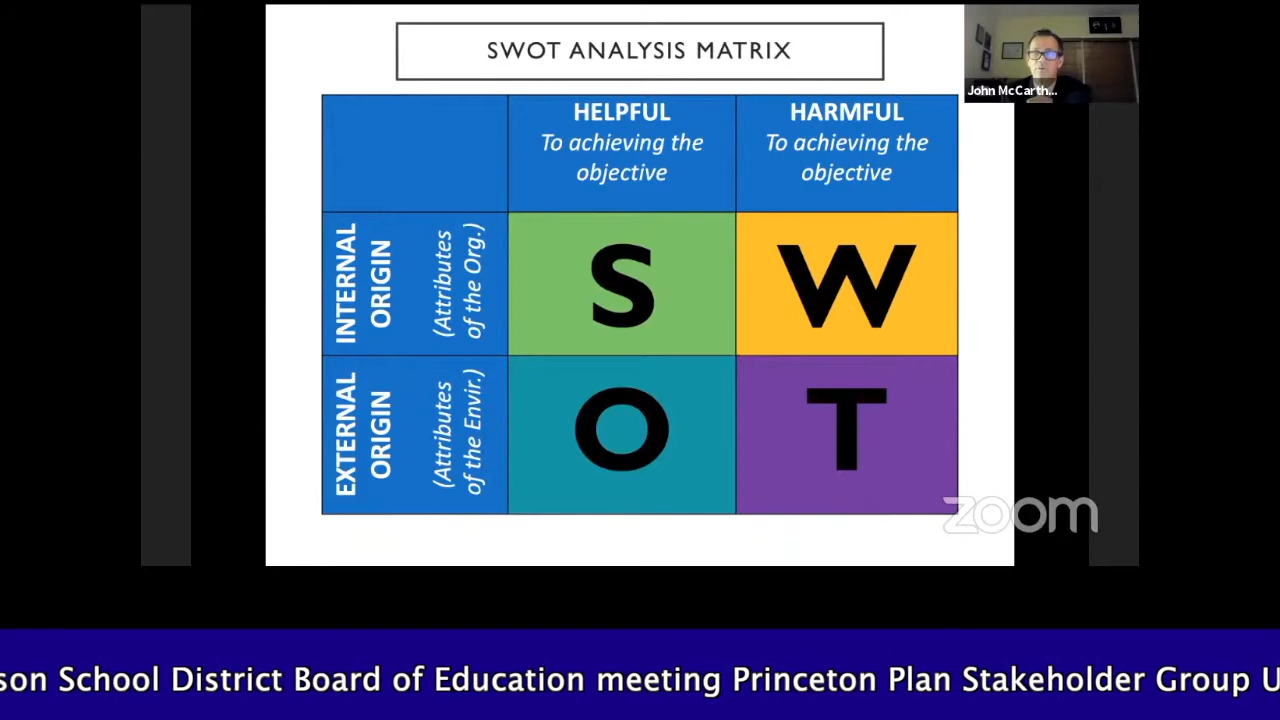 SWOT ANALYSIS MATRIX
John McCarth...
HELPFUL
To achieving the
objective
HARMFUL
To achieving the
objective
INTERNAL
ORIGIN
(Attributes
of the Org.)
S
W
EXTERNAL
ORIGIN
(Attributes
of the Envir.)
O
T
zoom
son School District Board of Education meeting Princeton Plan Stakeholder Group U